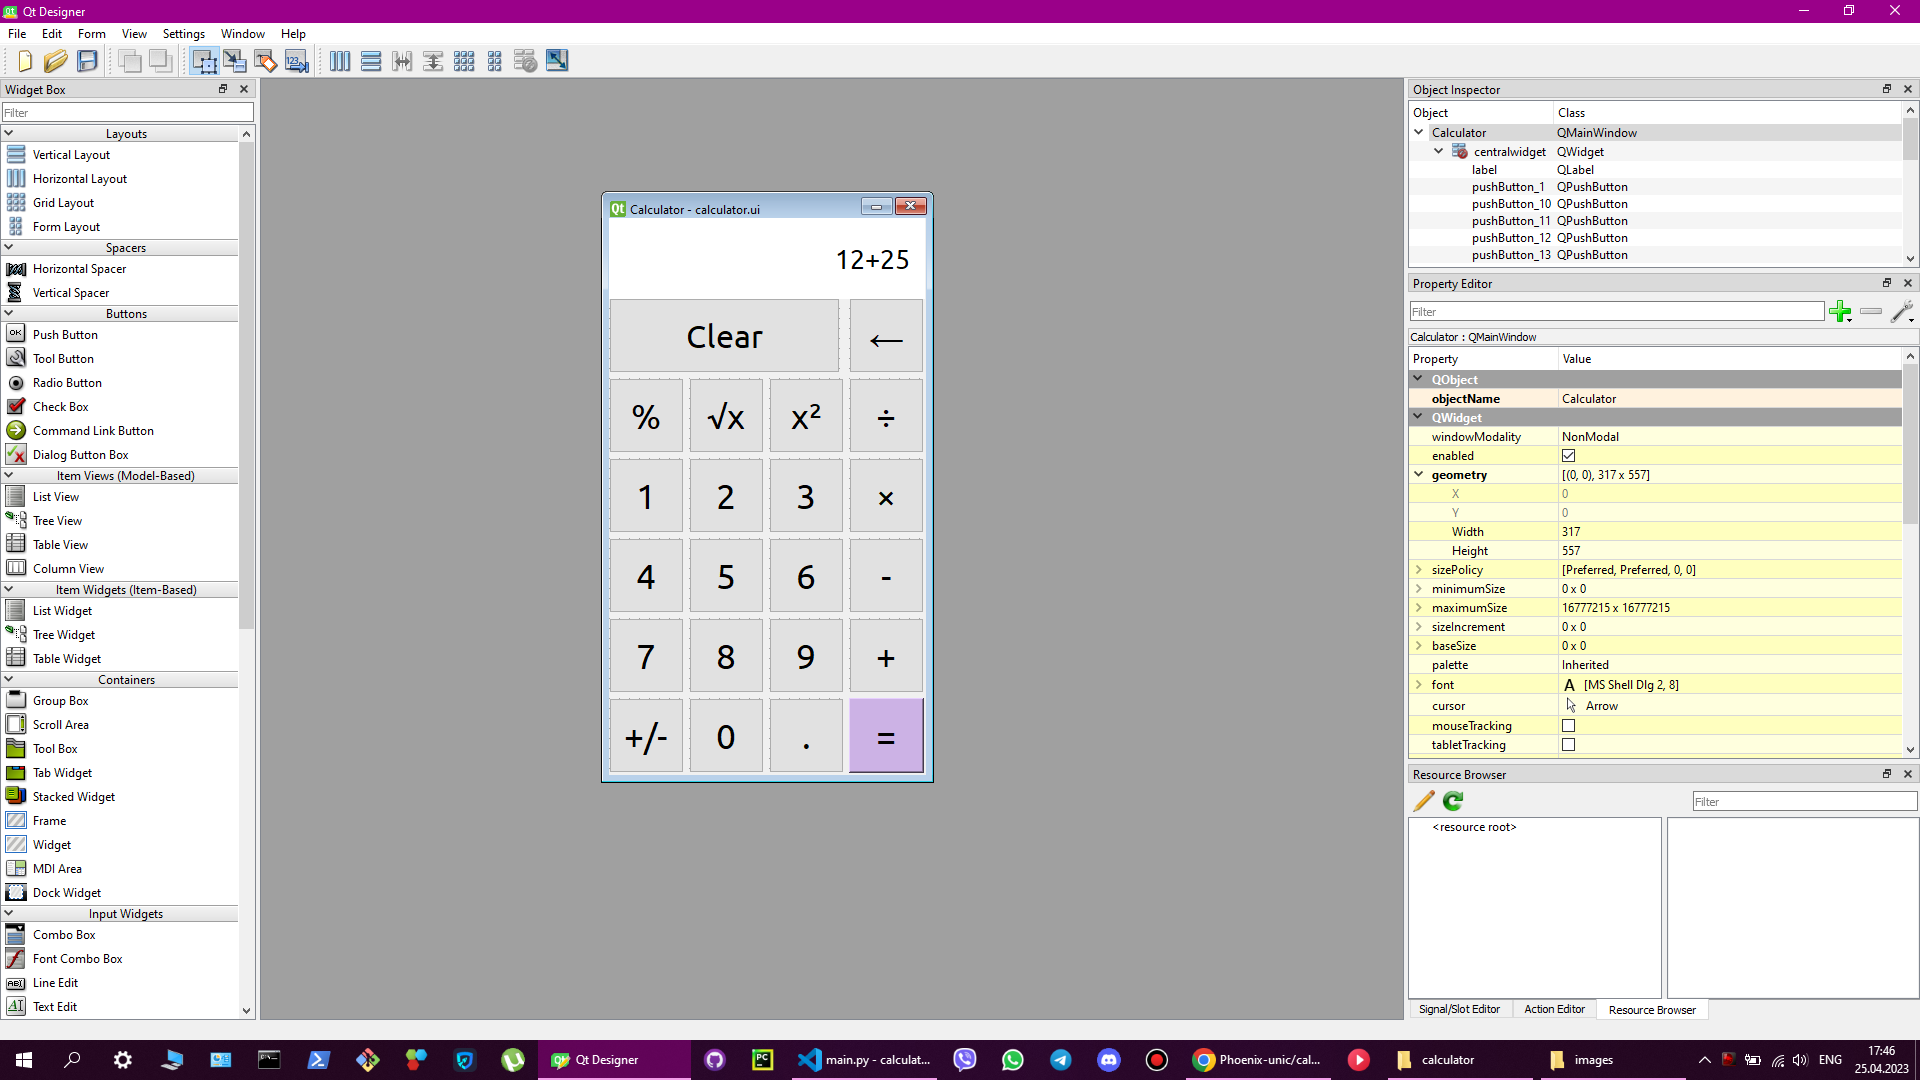 Qt Designer
File Edit Form View Settings Window Help
Widget Box
Filter
Layouts
Vertical Layout
Horizontal Layout
Grid Layout
Form Layout
Spacers
Horizontal Spacer
Vertical Spacer
Buttons
Push Button
Tool Button
Radio Button
Check Box
Command Link Button
Dialog Button Box
Item Views (Model-Based)
List View
Tree View
Table View
Column View
Item Widgets (Item-Based)
List Widget
Tree Widget
Table Widget
Containers
Group Box
Scroll Area
Tool Box
Tab Widget
Stacked Widget
Frame
Widget
MDI Area
Dock Widget
Input Widgets
Combo Box
Font Combo Box
Line Edit
Text Edit
Calculator - calculator.ui
12+25
Clear ←
% √x x² ÷
1 2 3 ×
4 5 6 -
7 8 9 +
+/- 0 . =
Object Inspector
Object Class
Calculator QMainWindow
centralwidget QWidget
label QLabel
pushButton_1 QPushButton
pushButton_10 QPushButton
pushButton_11 QPushButton
pushButton_12 QPushButton
pushButton_13 QPushButton
Property Editor
Filter
Calculator : QMainWindow
Property Value
QObject
objectName Calculator
QWidget
windowModality NonModal
enabled
geometry [(0, 0), 317 x 557]
X 0
Y 0
Width 317
Height 557
sizePolicy [Preferred, Preferred, 0, 0]
minimumSize 0 x 0
maximumSize 16777215 x 16777215
sizeIncrement 0 x 0
baseSize 0 x 0
palette Inherited
font A [MS Shell Dlg 2, 8]
cursor Arrow
mouseTracking
tabletTracking
Resource Browser
Filter
<resource root>
Signal/Slot Editor Action Editor Resource Browser
Qt Designer main.py - calculat... Phoenix-unic/cal... calculator images ENG 17:46
25.04.2023